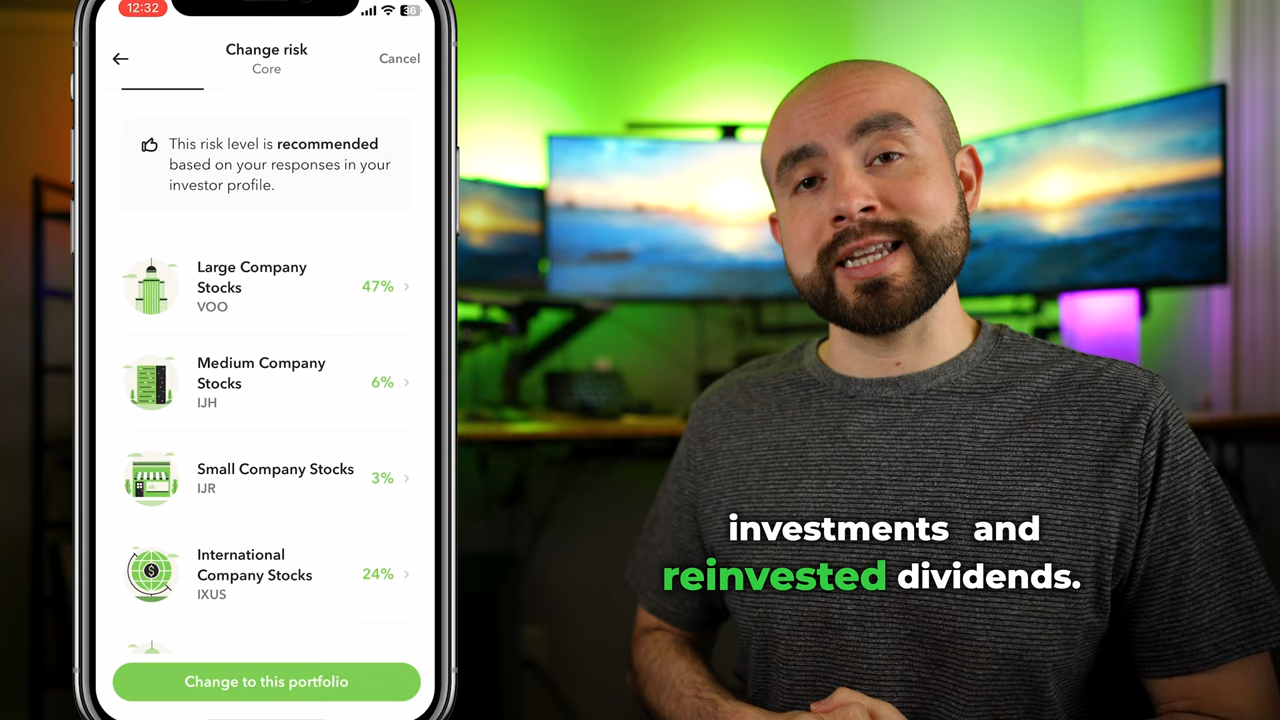 12:32
36
Change risk
Core
Cancel
This risk level is recommended
based on your responses in your
investor profile.
Large Company
Stocks
VOO
47%
Medium Company
Stocks
IJH
6%
Small Company Stocks
IJR
3%
International
Company Stocks
IXUS
24%
Change to this portfolio
investments and
reinvested dividends.